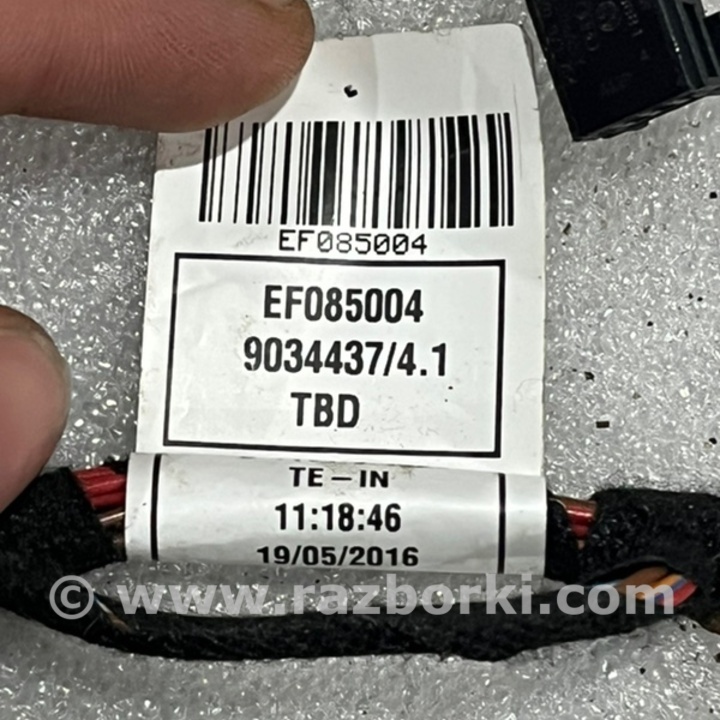 EF085004
EF085004
9034437/4.1
TBD
TE-IN
11:18:46
19/05/2016
© www.razborki.com